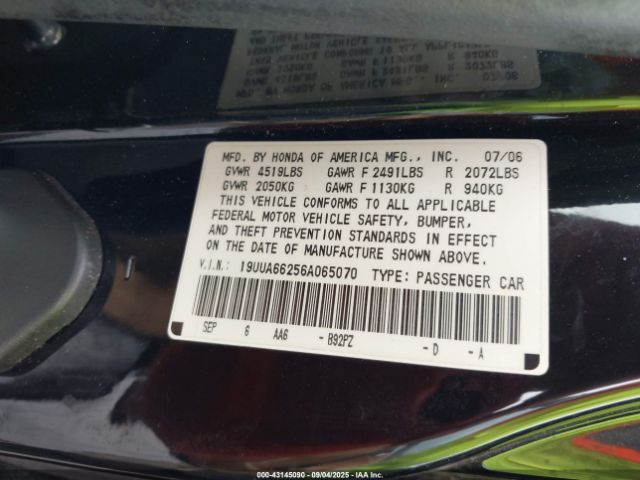 MFD. BY HONDA OF AMERICA MFG., INC. 07/06
GVWR 4519LBS GAWR F 2491LBS R 2072LBS
GVWR 2050KG GAWR F 1130KG R 940KG
THIS VEHICLE CONFORMS TO ALL APPLICABLE
FEDERAL MOTOR VEHICLE SAFETY, BUMPER,
AND THEFT PREVENTION STANDARDS IN EFFECT
ON THE DATE OF MANUFACTURE SHOWN ABOVE.
V.I.N.: 19UUA66256A065070 TYPE: PASSENGER CAR
SEP 6 AA6 - B92PZ - D - A
000-43145090 - 09/04/2025 - IAA, Inc.